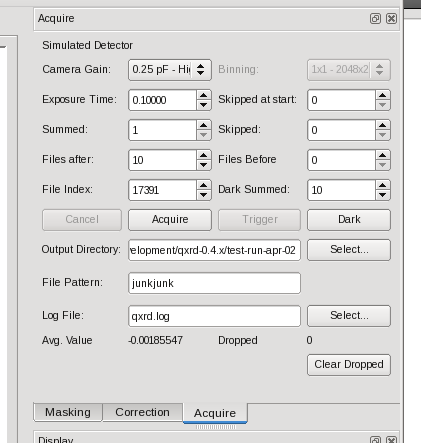 Acquire
Simulated Detector
Camera Gain: 0.25 pF - Hi Binning: 1x1 - 2048x2
Exposure Time: 0.10000 Skipped at start: 0
Summed: 1 Skipped: 0
Files after: 10 Files Before 0
File Index: 17391 Dark Summed: 10
Cancel Acquire Trigger Dark
Output Directory: velopment/qxrd-0.4.x/test-run-apr-02 Select...
File Pattern: junkjunk
Log File: qxrd.log Select...
Avg. Value -0.00185547 Dropped 0
Clear Dropped
Masking Correction Acquire
Display